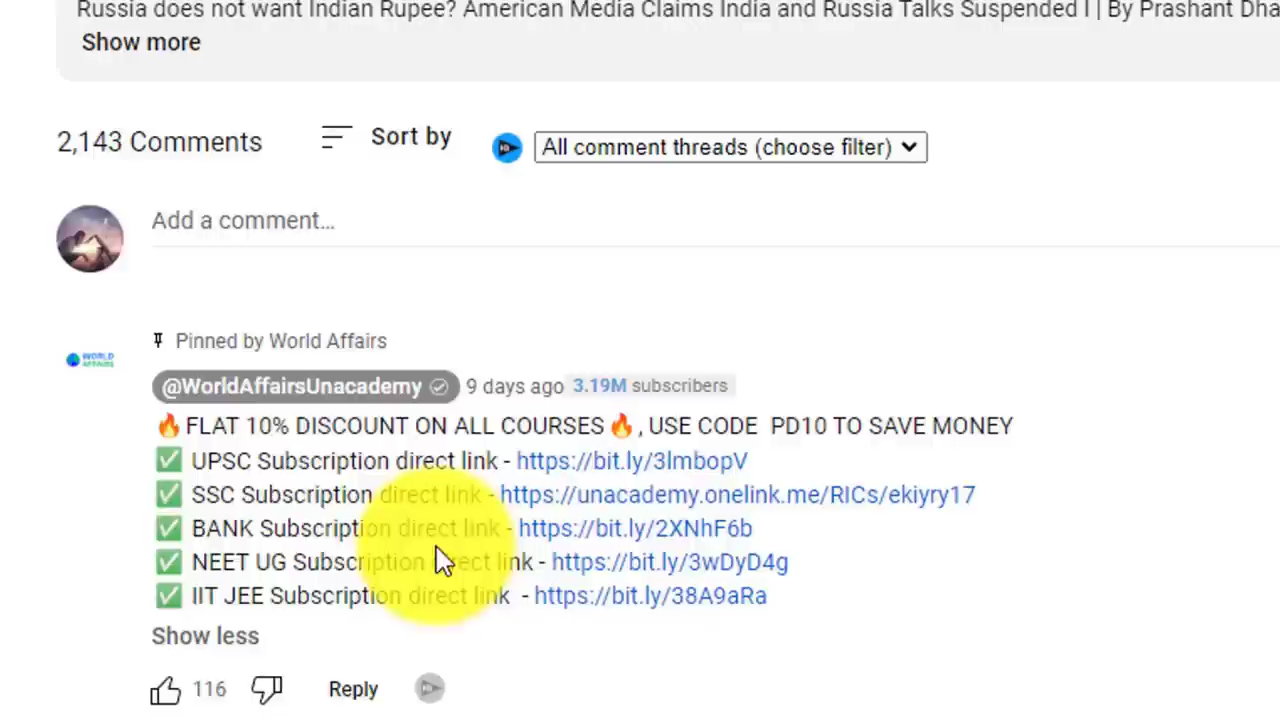 Russia does not want Indian Rupee? American Media Claims India and Russia Talks Suspended I | By Prashant Dha
Show more
2,143 Comments
Sort by
All comment threads (choose filter)
Add a comment...
Pinned by World Affairs
WORLD AFFAIRS
@WorldAffairsUnacademy 9 days ago 3.19M subscribers
🔥FLAT 10% DISCOUNT ON ALL COURSES🔥, USE CODE PD10 TO SAVE MONEY
✅ UPSC Subscription direct link - https://bit.ly/3lmbopV
✅ SSC Subscription direct link - https://unacademy.onelink.me/RICs/ekiyry17
✅ BANK Subscription direct link - https://bit.ly/2XNhF6b
✅ NEET UG Subscription direct link - https://bit.ly/3wDyD4g
✅ IIT JEE Subscription direct link - https://bit.ly/38A9aRa
Show less
116
Reply